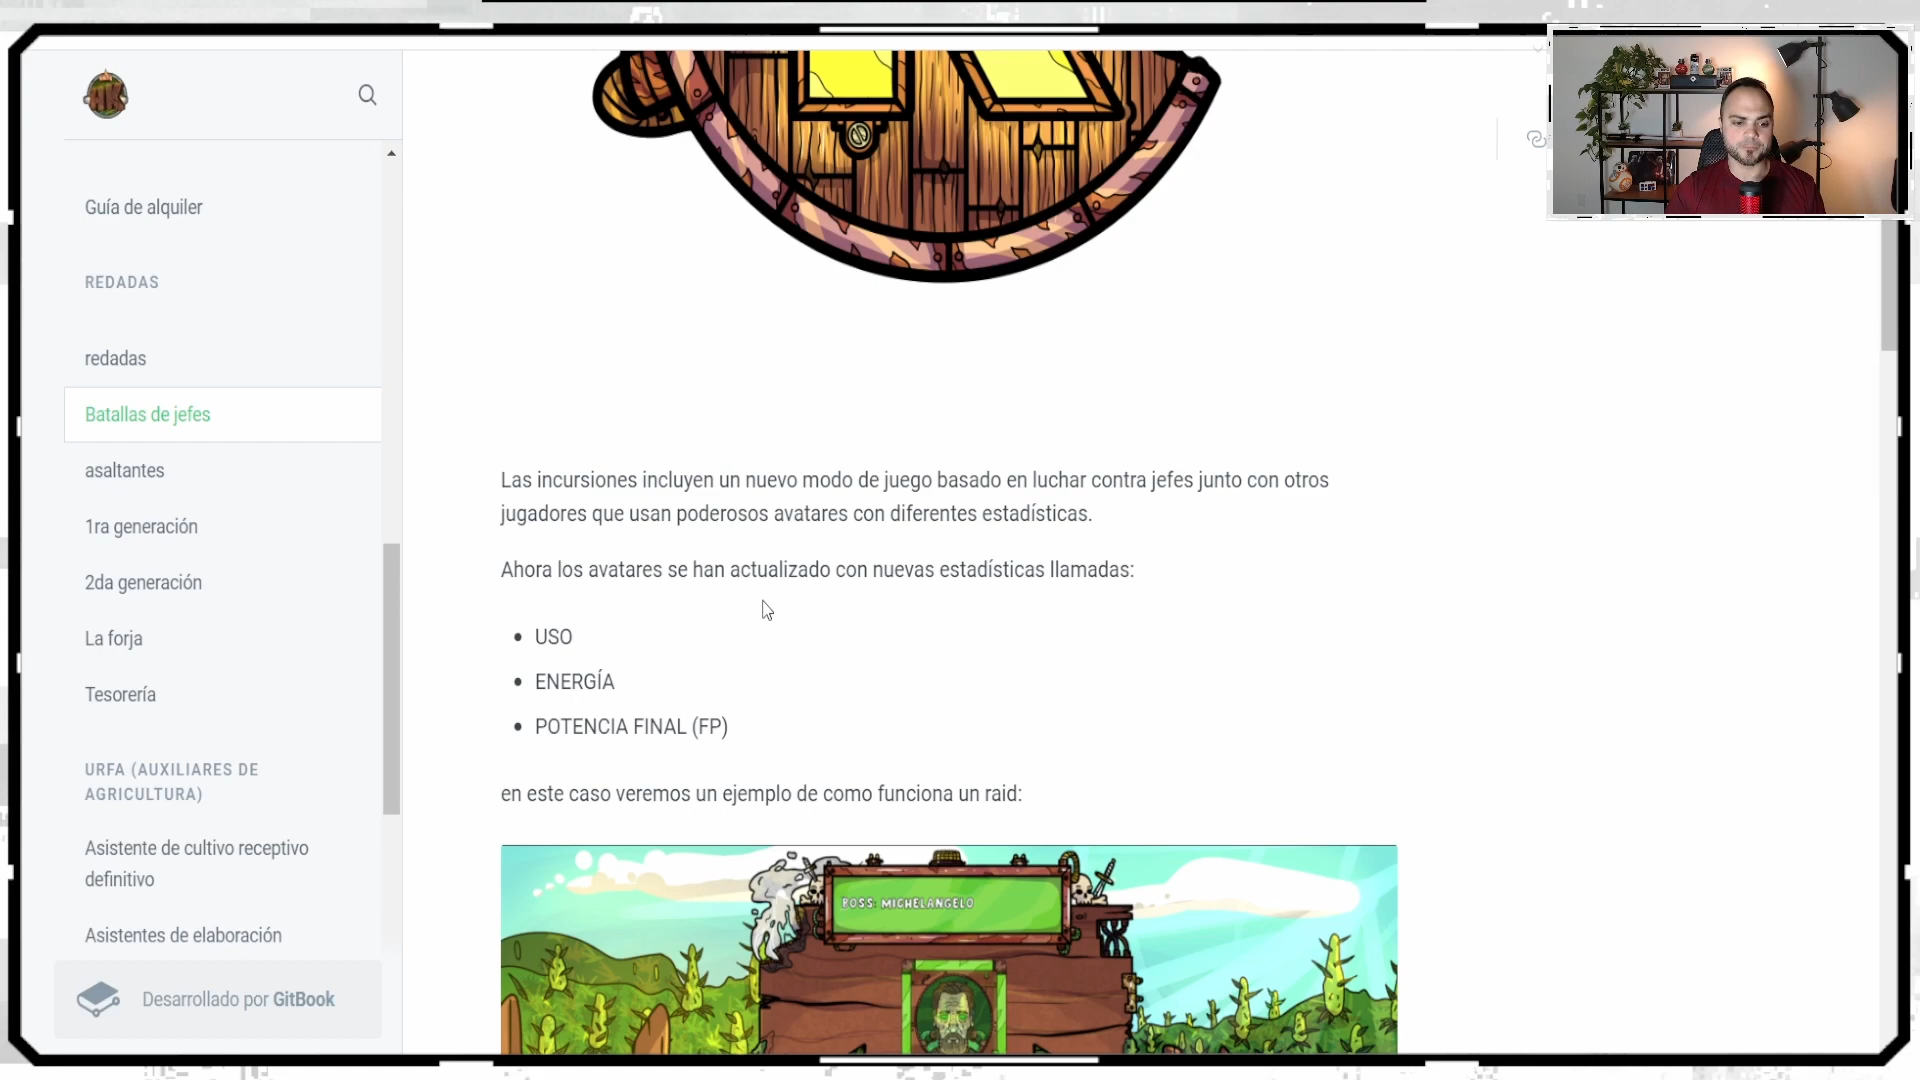 HK
Guía de alquiler
REDADAS
redadas
Batallas de jefes
asaltantes
1ra generación
2da generación
La forja
Tesorería
URFA (AUXILIARES DE
AGRICULTURA)
Asistente de cultivo receptivo
definitivo
Asistentes de elaboración
Desarrollado por GitBook
Las incursiones incluyen un nuevo modo de juego basado en luchar contra jefes junto con otros
jugadores que usan poderosos avatares con diferentes estadísticas.
Ahora los avatares se han actualizado con nuevas estadísticas llamadas:
• USO
• ENERGÍA
• POTENCIA FINAL (FP)
en este caso veremos un ejemplo de como funciona un raid:
BOSS: MICHELANGELO